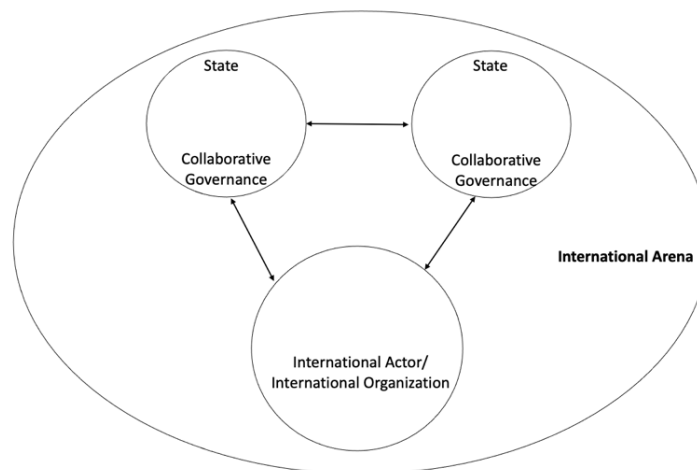 State
State
Collaborative
Governance
Collaborative
Governance
International Arena
International Actor/
International Organization